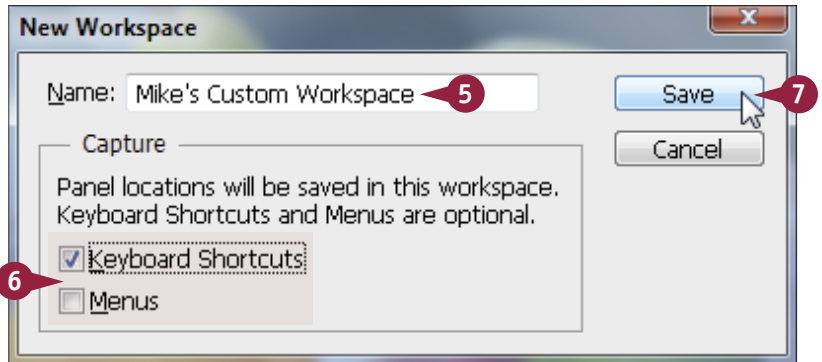 New Workspace
Name: Mike's Custom Workspace 5
Save 7
Cancel
Capture
Panel locations will be saved in this workspace.
Keyboard Shortcuts and Menus are optional.
Keyboard Shortcuts
6
Menus